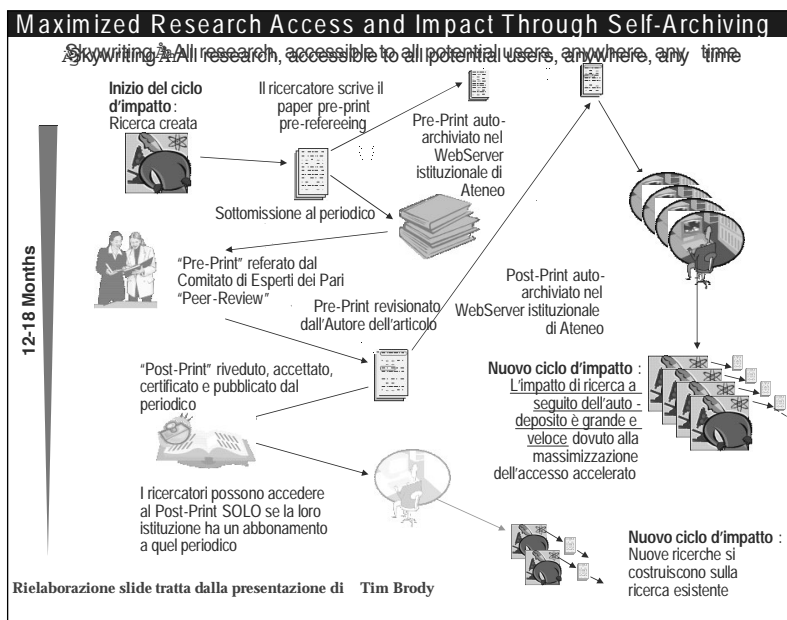 Maximized Research Access and Impact Through Self-Archiving
Skywriting All research, accessible to all potential users, anywhere, any time
Inizio del ciclo
d'impatto :
Ricerca creata
Il ricercatore scrive il
paper pre-print
pre-refereeing
Pre-Print auto-
archiviato nel
WebServer
istituzionale di
Ateneo
12-18 Months
Sottomissione al periodico
"Pre-Print" referato dal
Comitato di Esperti dei Pari
"Peer-Review"
Pre-Print revisionato
dall'Autore dell'articolo
Post-Print auto-
archiviato nel
WebServer istituzionale
di Ateneo
"Post-Print" riveduto, accettato,
certificato e pubblicato dal
periodico
Nuovo ciclo d'impatto :
L'impatto di ricerca a
seguito dell'auto -
deposito è grande e
veloce dovuto alla
massimizzazione
dell'accesso accelerato
I ricercatori possono accedere
al Post-Print SOLO se la loro
istituzione ha un abbonamento
a quel periodico
Nuovo ciclo d'impatto :
Nuove ricerche si
costruiscono sulla
ricerca esistente
Rielaborazione slide tratta dalla presentazione di Tim Brody